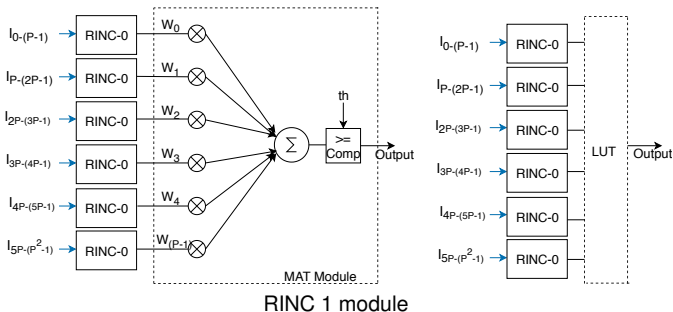 I0-(P-1) RINC-0 W0
IP-(2P-1) RINC-0 W1
I2P-(3P-1) RINC-0 W2
I3P-(4P-1) RINC-0 W3
I4P-(5P-1) RINC-0 W4
I5P-(P²-1) RINC-0 W(P-1)
Σ
th
>=
Comp
Output
MAT Module
I0-(P-1) RINC-0
IP-(2P-1) RINC-0
I2P-(3P-1) RINC-0
I3P-(4P-1) RINC-0
I4P-(5P-1) RINC-0
I5P-(P²-1) RINC-0
LUT
Output
RINC 1 module